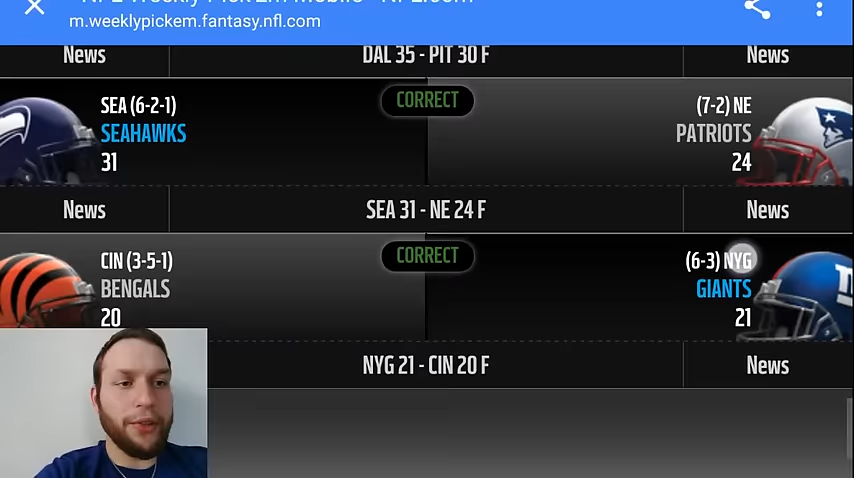 m.weeklypickem.fantasy.nfl.com
News DAL 35 - PIT 30 F News
SEA (6-2-1) CORRECT (7-2) NE
SEAHAWKS PATRIOTS
31 24
News SEA 31 - NE 24 F News
CIN (3-5-1) CORRECT (6-3) NYG
BENGALS GIANTS
20 21
NYG 21 - CIN 20 F News